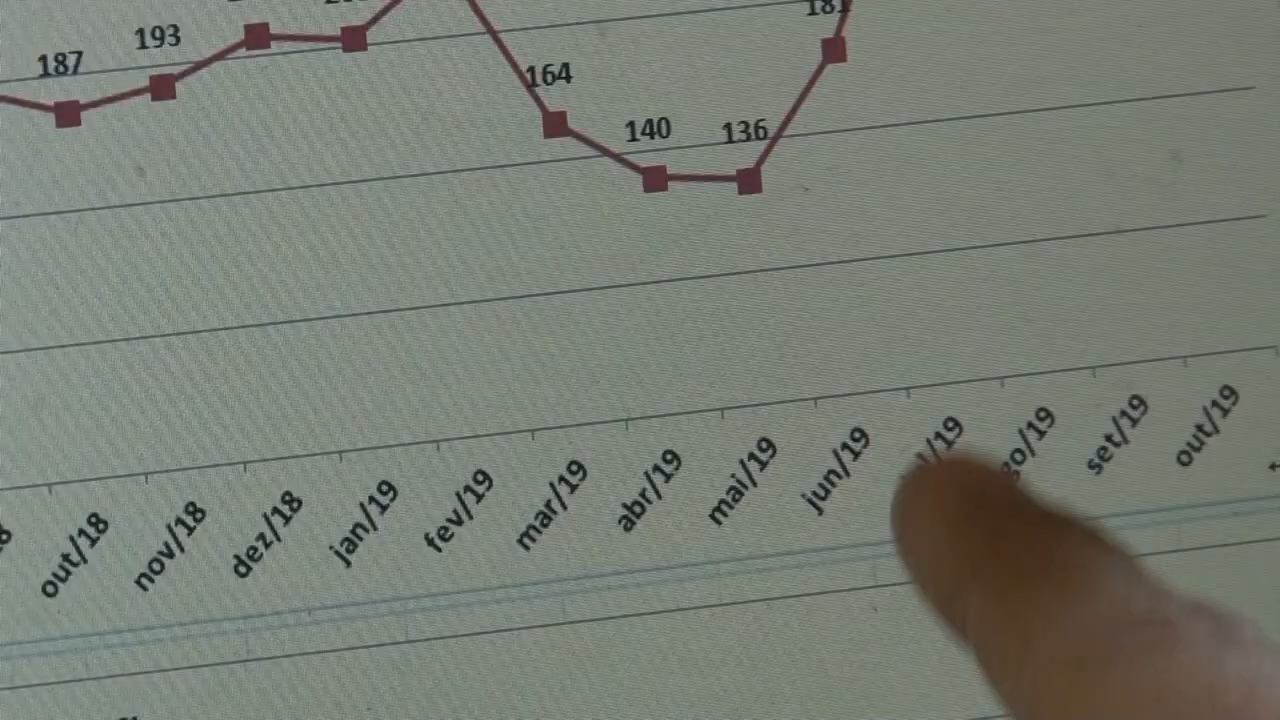 187
193
164
140
136
181
out/18
nov/18
dez/18
jan/19
fev/19
mar/19
abr/19
mai/19
jun/19
set/19
out/19